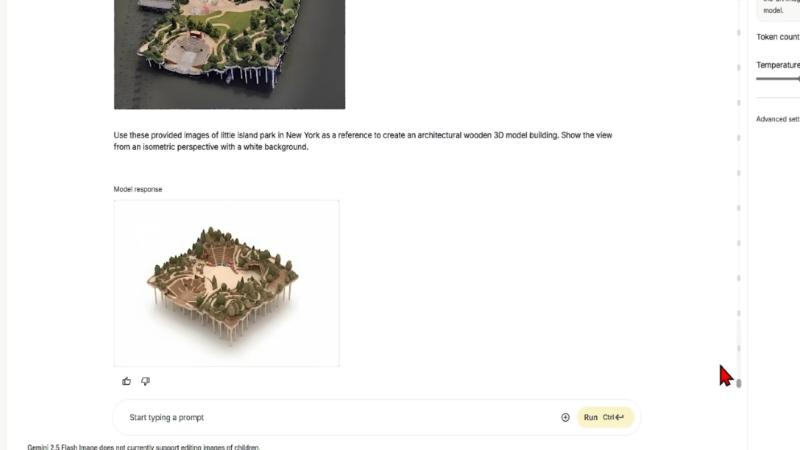 model.
Token count
Temperature
Advanced sett
Use these provided images of little island park in New York as a reference to create an architectural wooden 3D model building. Show the view
from an isometric perspective with a white background.
Model response
Start typing a prompt
Run Ctrl
Gemini 2.5 Flash Image does not currently support editing images of children.